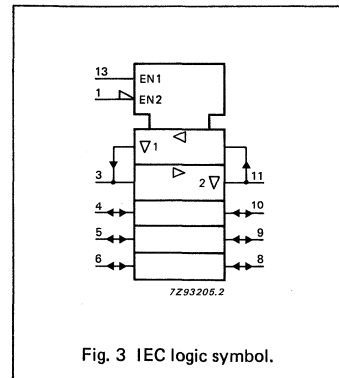 13 EN1
1 EN2
1
3 2 11
4 10
5 9
6 8
7Z93205.2
Fig. 3 IEC logic symbol.